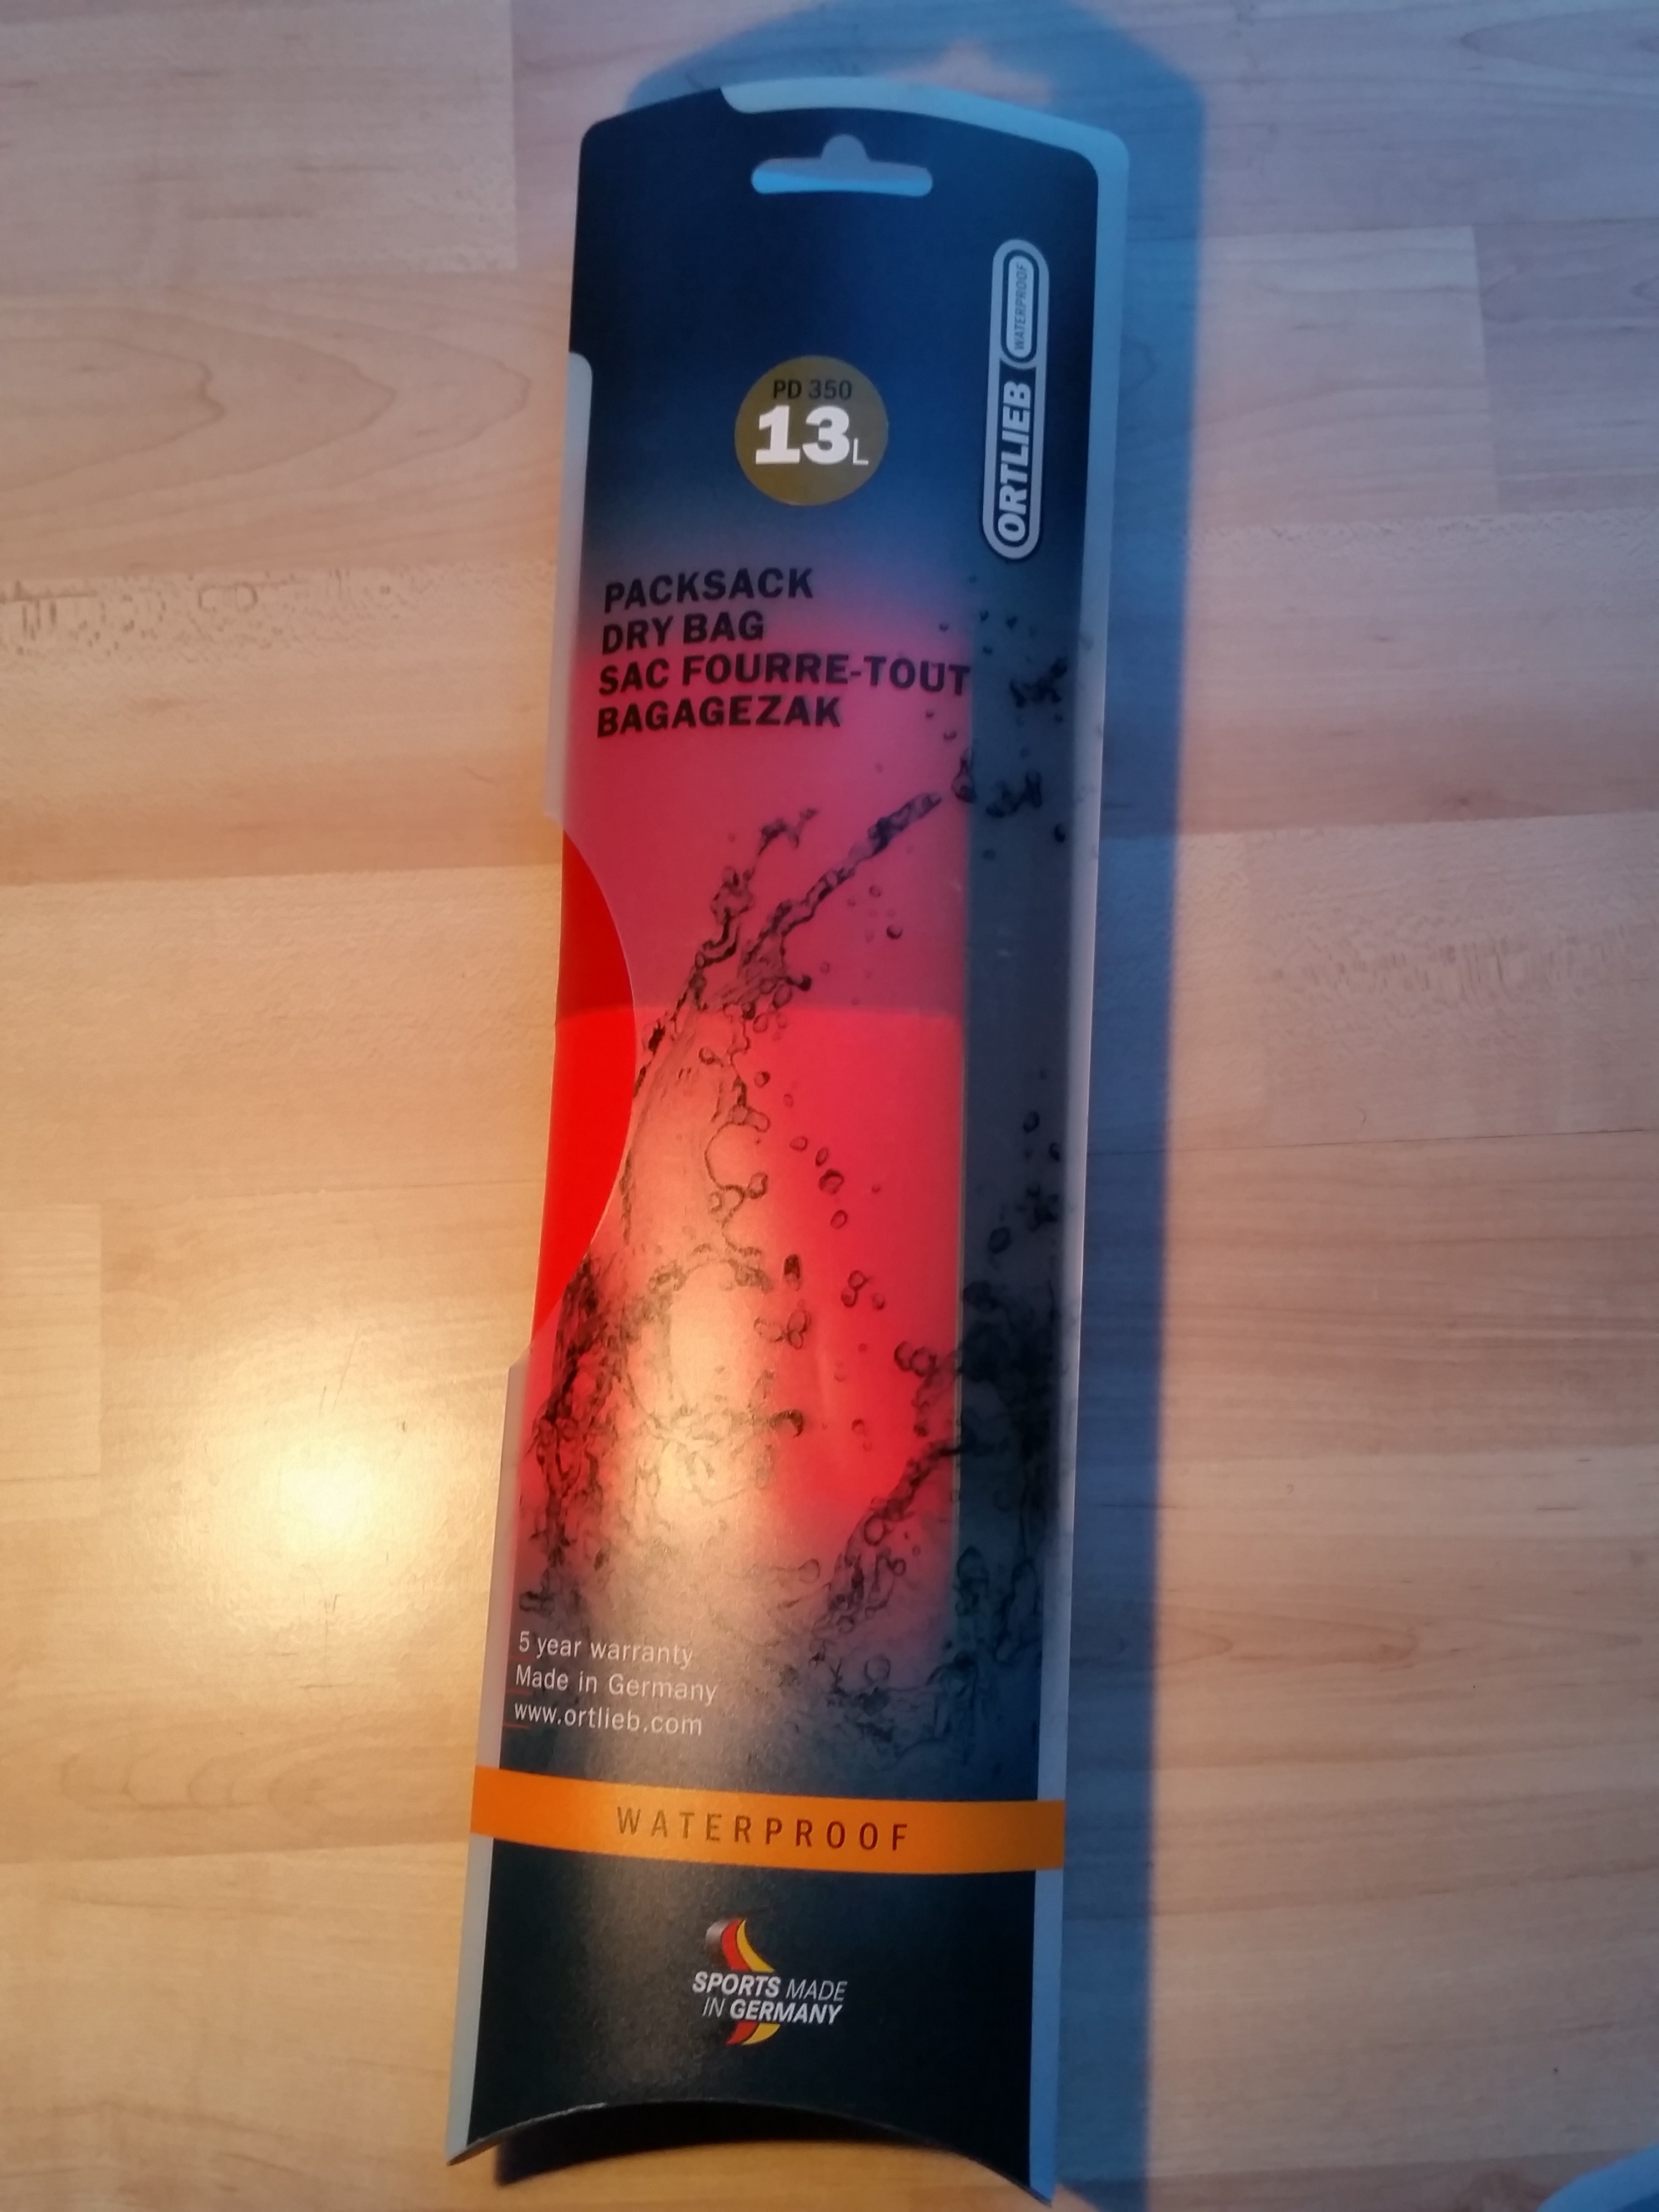 ORTLIEB WATERPROOF
PD 350
13L
PACKSACK
DRY BAG
SAC FOURRE-TOUT
BAGAGEZAK
5 year warranty
Made in Germany
www.ortlieb.com
WATERPROOF
SPORTS MADE
IN GERMANY